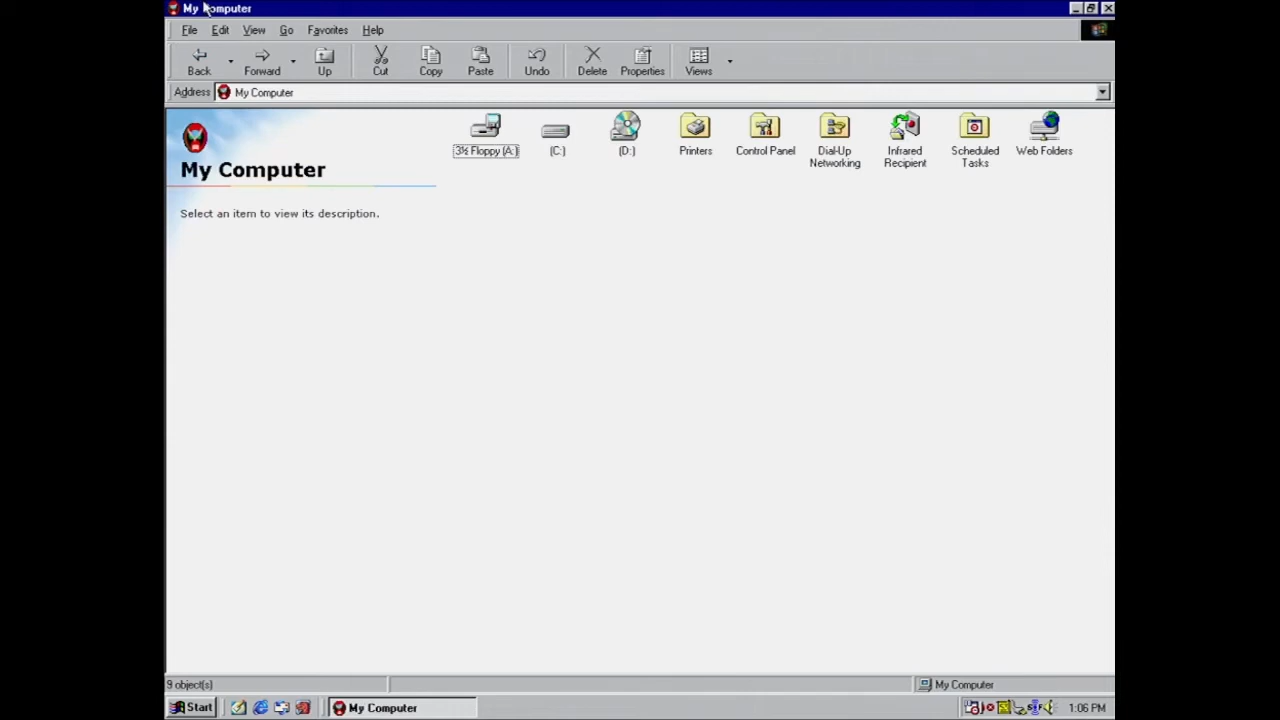 My Computer
File Edit View Go Favorites Help
Back Forward Up Cut Copy Paste Undo Delete Properties Views
Address My Computer
3½ Floppy (A:) (C:) (D:) Printers Control Panel Dial-Up Networking Infrared Recipient Scheduled Tasks Web Folders
My Computer
Select an item to view its description.
9 object(s) My Computer
Start My Computer 1:06 PM